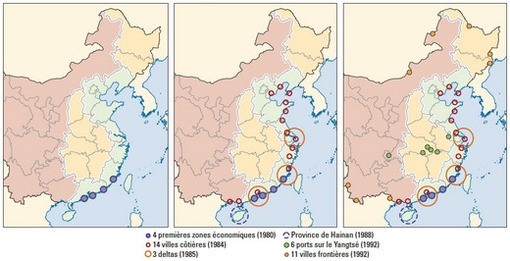 4 premières zones économiques (1980)
14 villes côtières (1984)
3 deltas (1985)
Province de Hainan (1988)
6 ports sur le Yangtsé (1992)
11 villes frontières (1992)